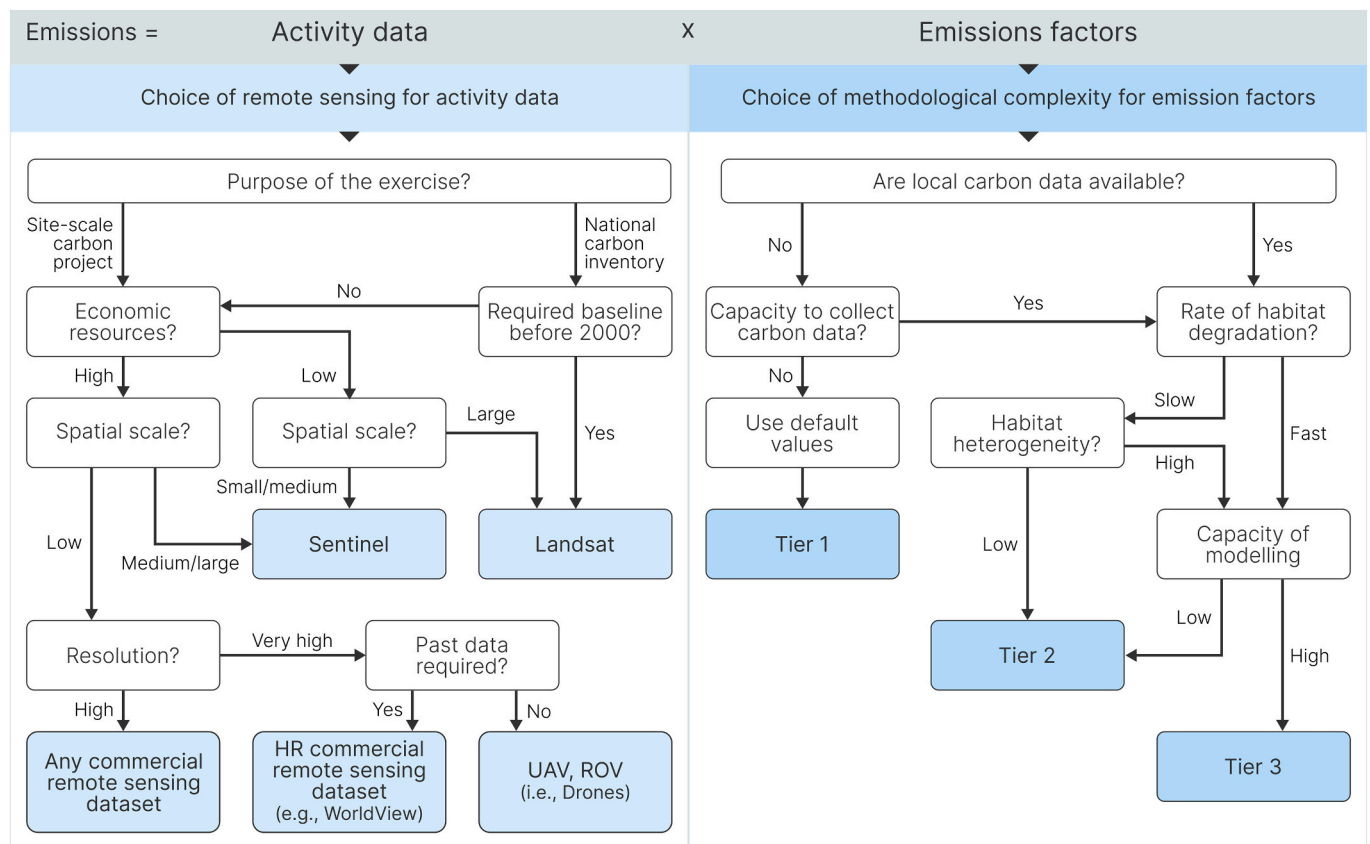 Emissions = Activity data x Emissions factors
Choice of remote sensing for activity data
Choice of methodological complexity for emission factors
Purpose of the exercise?
Site-scale
carbon
project
National
carbon
inventory
Economic
resources?
No
Required baseline
before 2000?
High
Low
Spatial scale?
Spatial scale?
Large
Yes
Small/medium
Low
Medium/large
Sentinel
Landsat
Resolution?
Very high
Past data
required?
High
Yes
No
Any commercial
remote sensing
dataset
HR commercial
remote sensing
dataset
(e.g., WorldView)
UAV, ROV
(i.e., Drones)
Are local carbon data available?
No
Yes
Capacity to collect
carbon data?
Yes
Rate of habitat
degradation?
No
Slow
Fast
Use default
values
Habitat
heterogeneity?
High
Tier 1
Low
Capacity of
modelling
Low
High
Tier 2
Tier 3